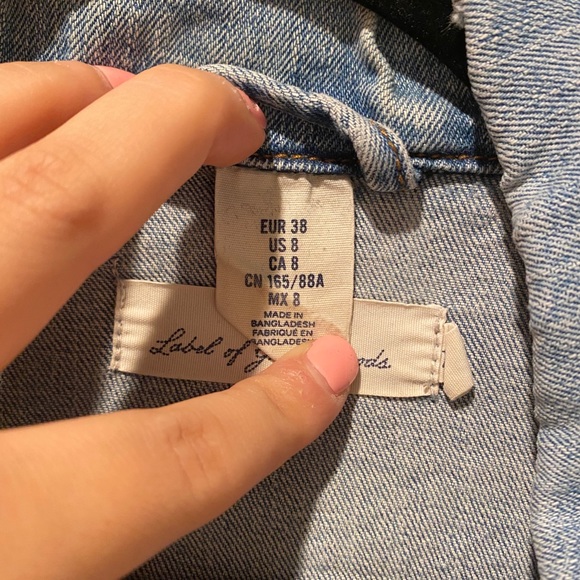 EUR 38
US 8
CA 8
CN 165/88A
MX 8
MADE IN
BANGLADESH
FABRIQUÉ EN
Label of